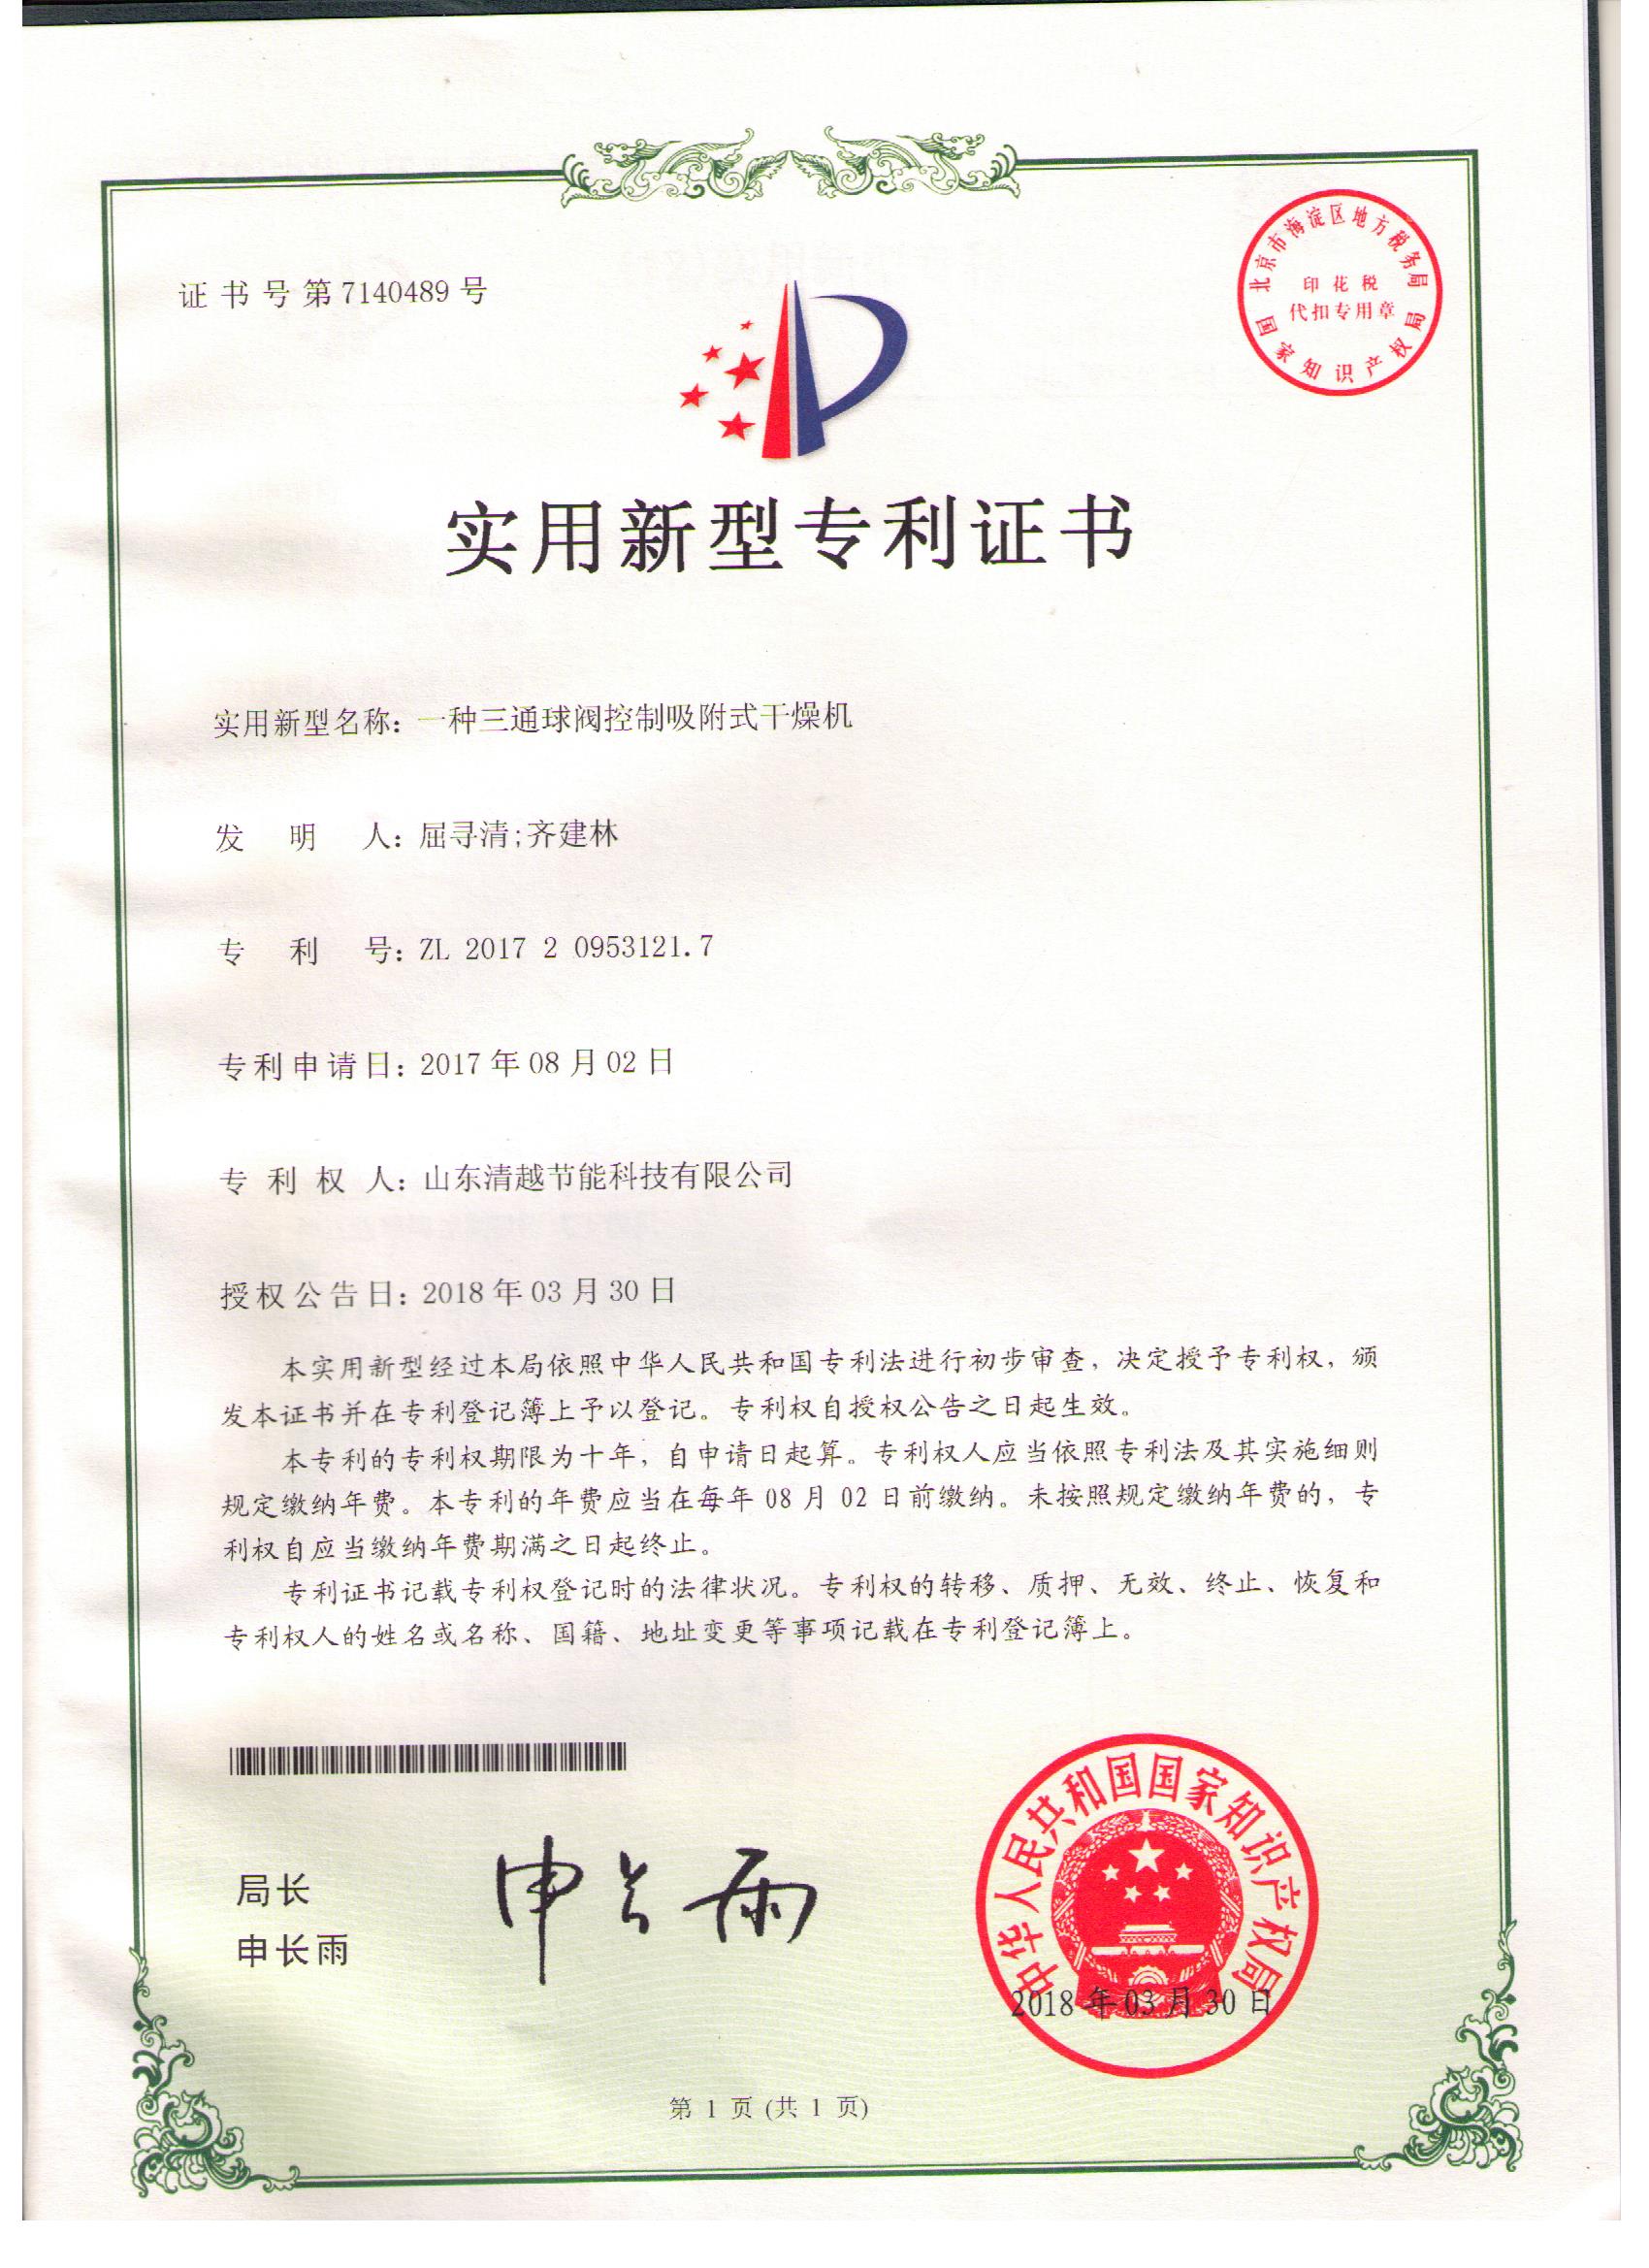 证书号第7140489号
北京市海淀区地方税务局
印花税
代扣专用章
国家知识产权局
实用新型专利证书
实用新型名称：一种三通球阀控制吸附式干燥机
发明人：屈寻清;齐建林
专利号：ZL 2017 2 0953121.7
专利申请日：2017年08月02日
专利权人：山东清越节能科技有限公司
授权公告日：2018年03月30日
本实用新型经过本局依照中华人民共和国专利法进行初步审查，决定授予专利权，颁
发本证书并在专利登记簿上予以登记。专利权自授权公告之日起生效。
本专利的专利权期限为十年，自申请日起算。专利权人应当依照专利法及其实施细则
规定缴纳年费。本专利的年费应当在每年08月02日前缴纳。未按照规定缴纳年费的，专
利权自应当缴纳年费期满之日起终止。
专利证书记载专利权登记时的法律状况。专利权的转移、质押、无效、终止、恢复和
专利权人的姓名或名称、国籍、地址变更等事项记载在专利登记簿上。
局长
申长雨
申长雨
中华人民共和国国家知识产权局
2018年03月30日
第1页(共1页)